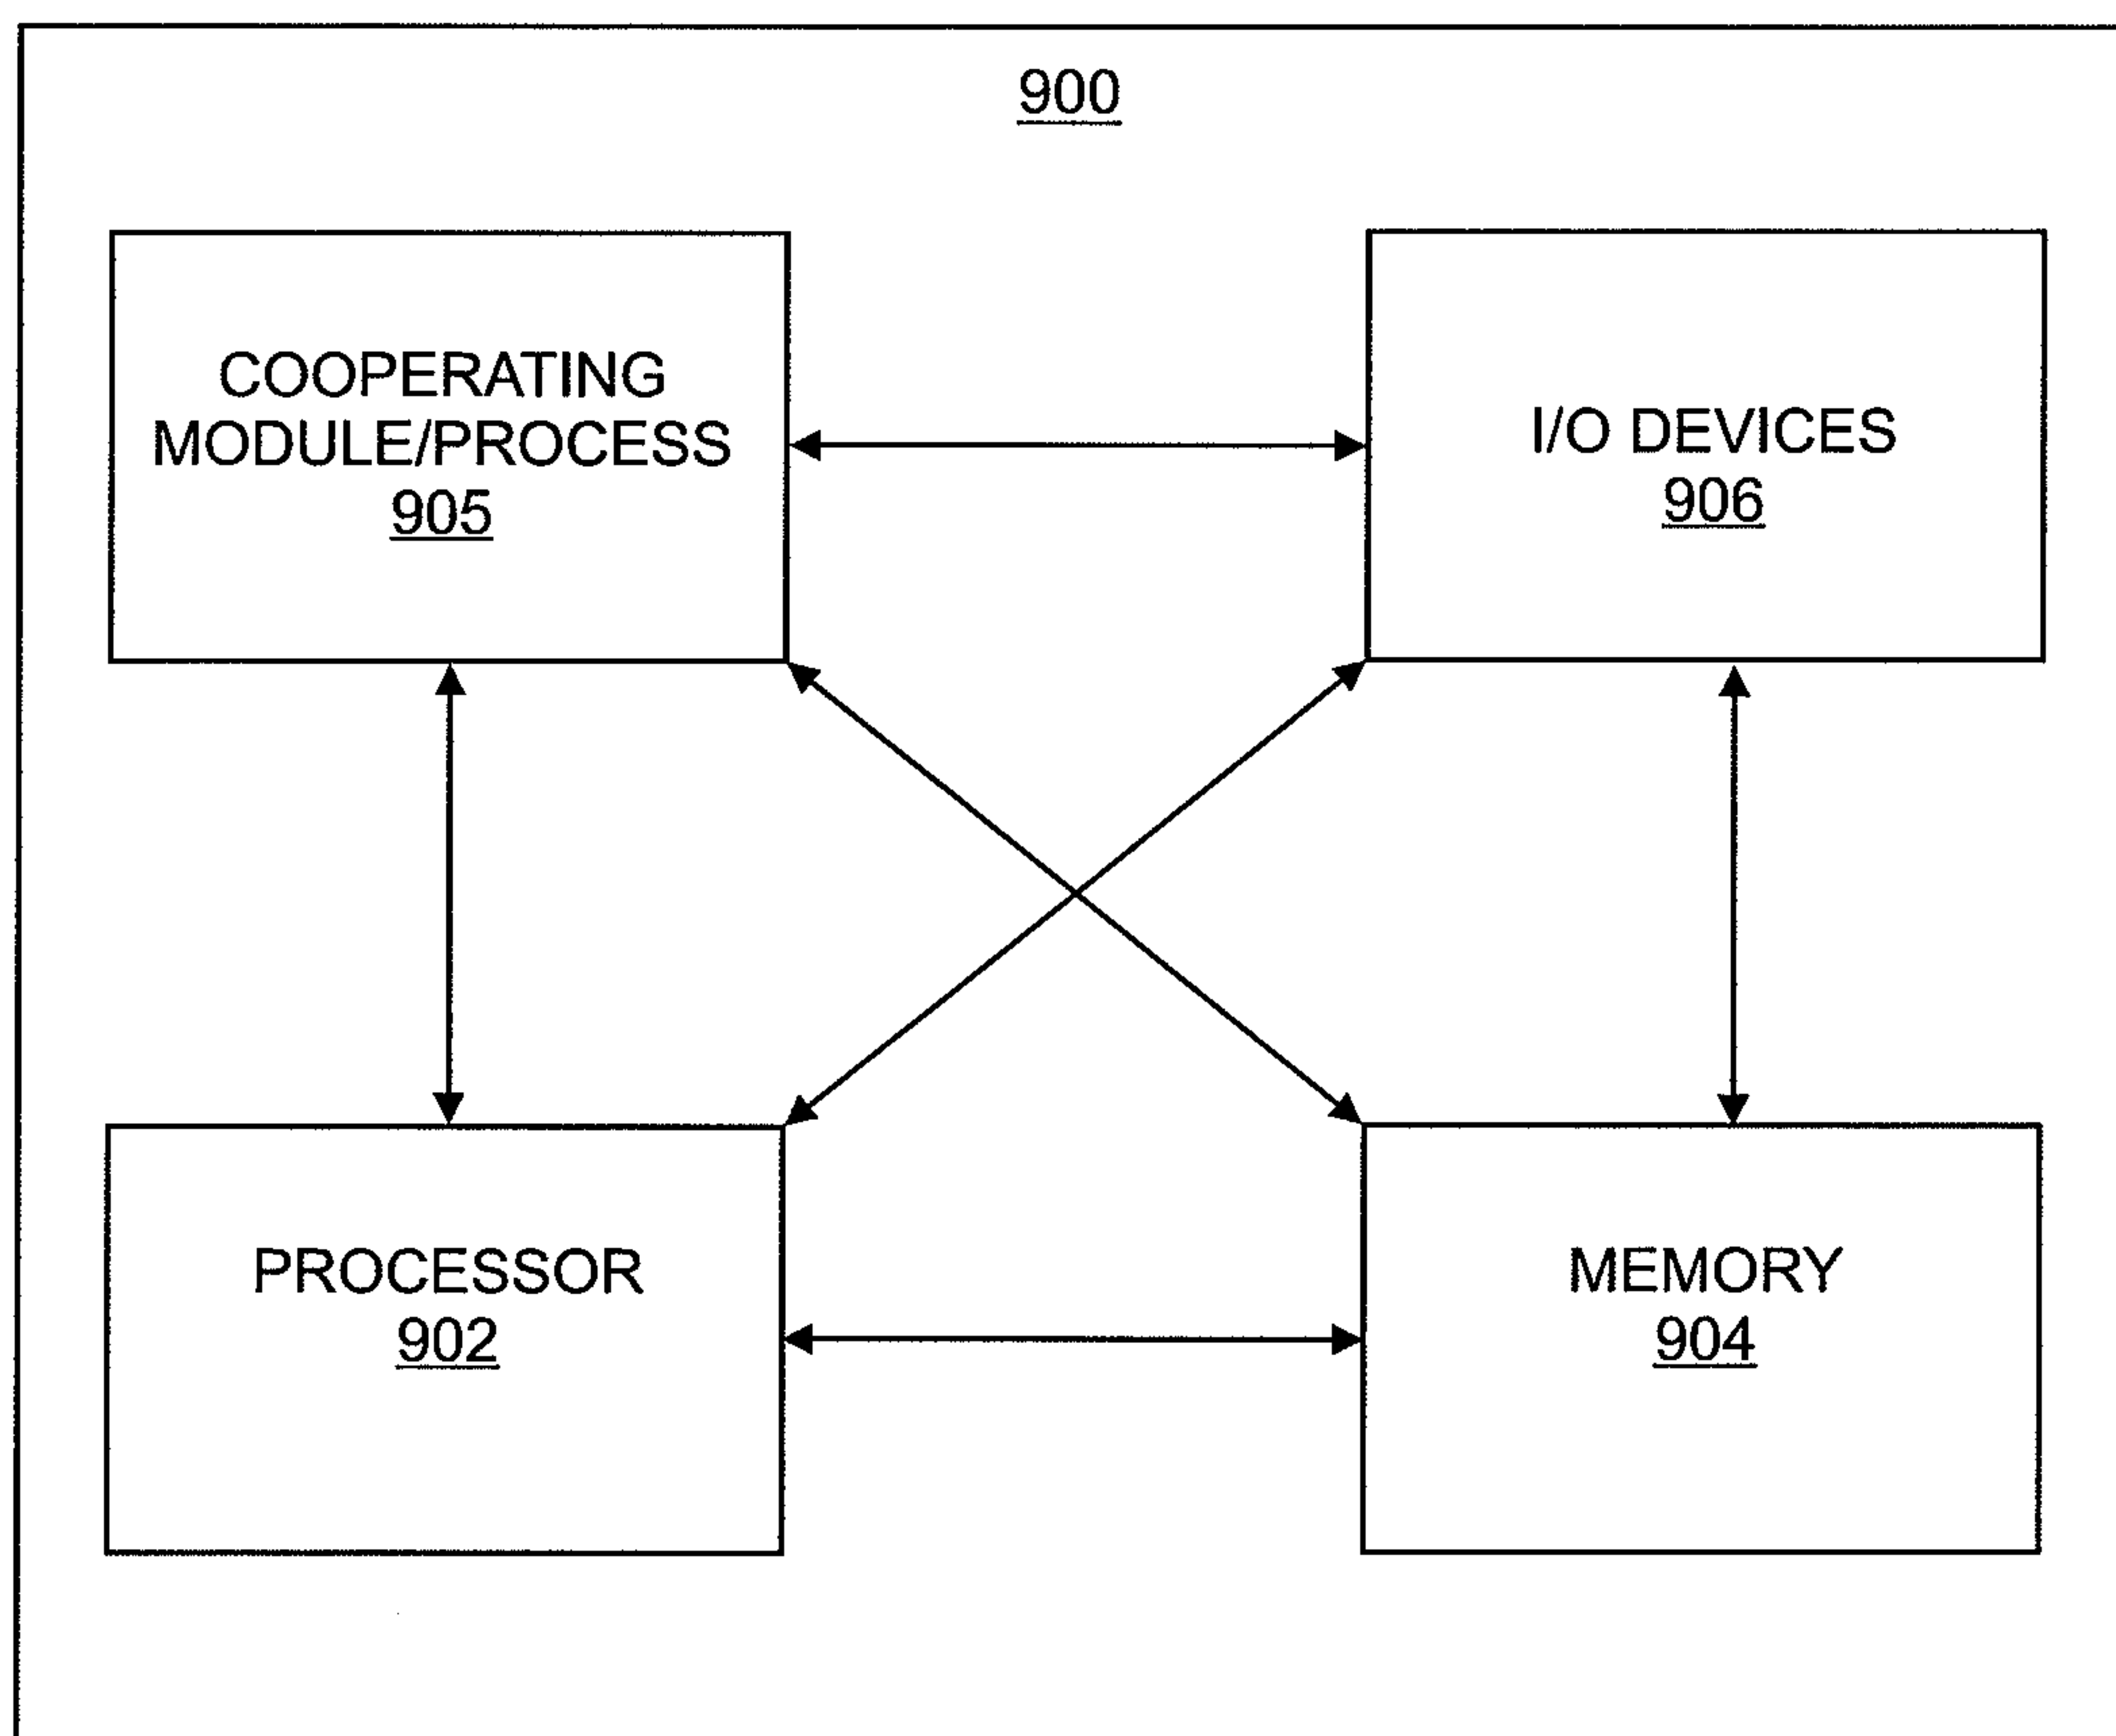 900
COOPERATING
MODULE/PROCESS
905
I/O DEVICES
906
PROCESSOR
902
MEMORY
904